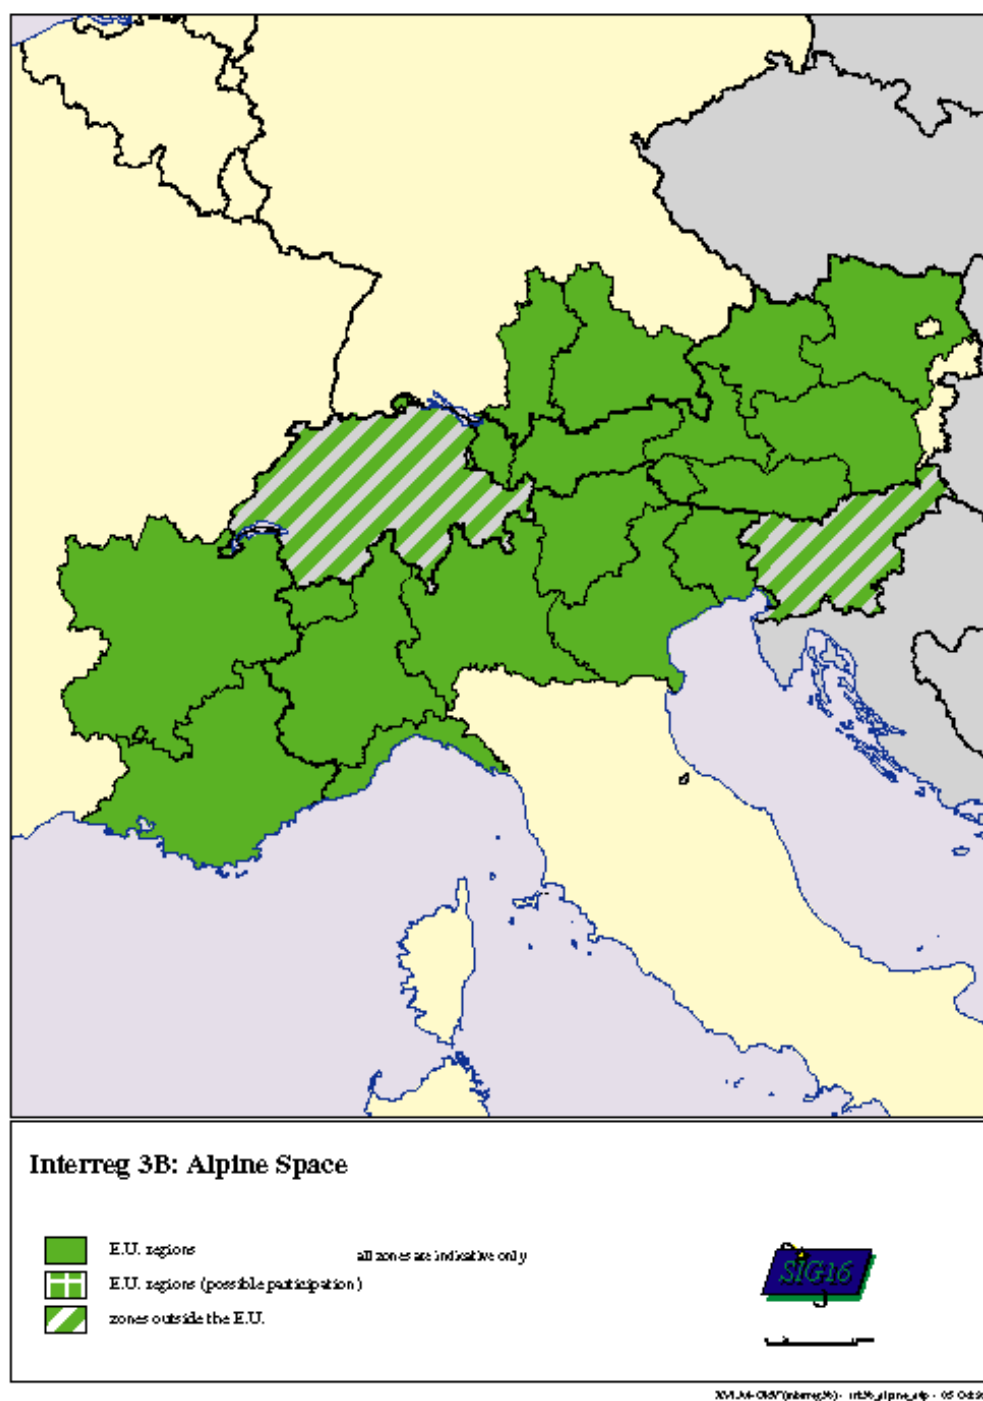 Interreg 3B: Alpine Space
E.U. regions
all zones are indicative only
E.U. regions (possible participation)
zones outside the E.U.
SIG16